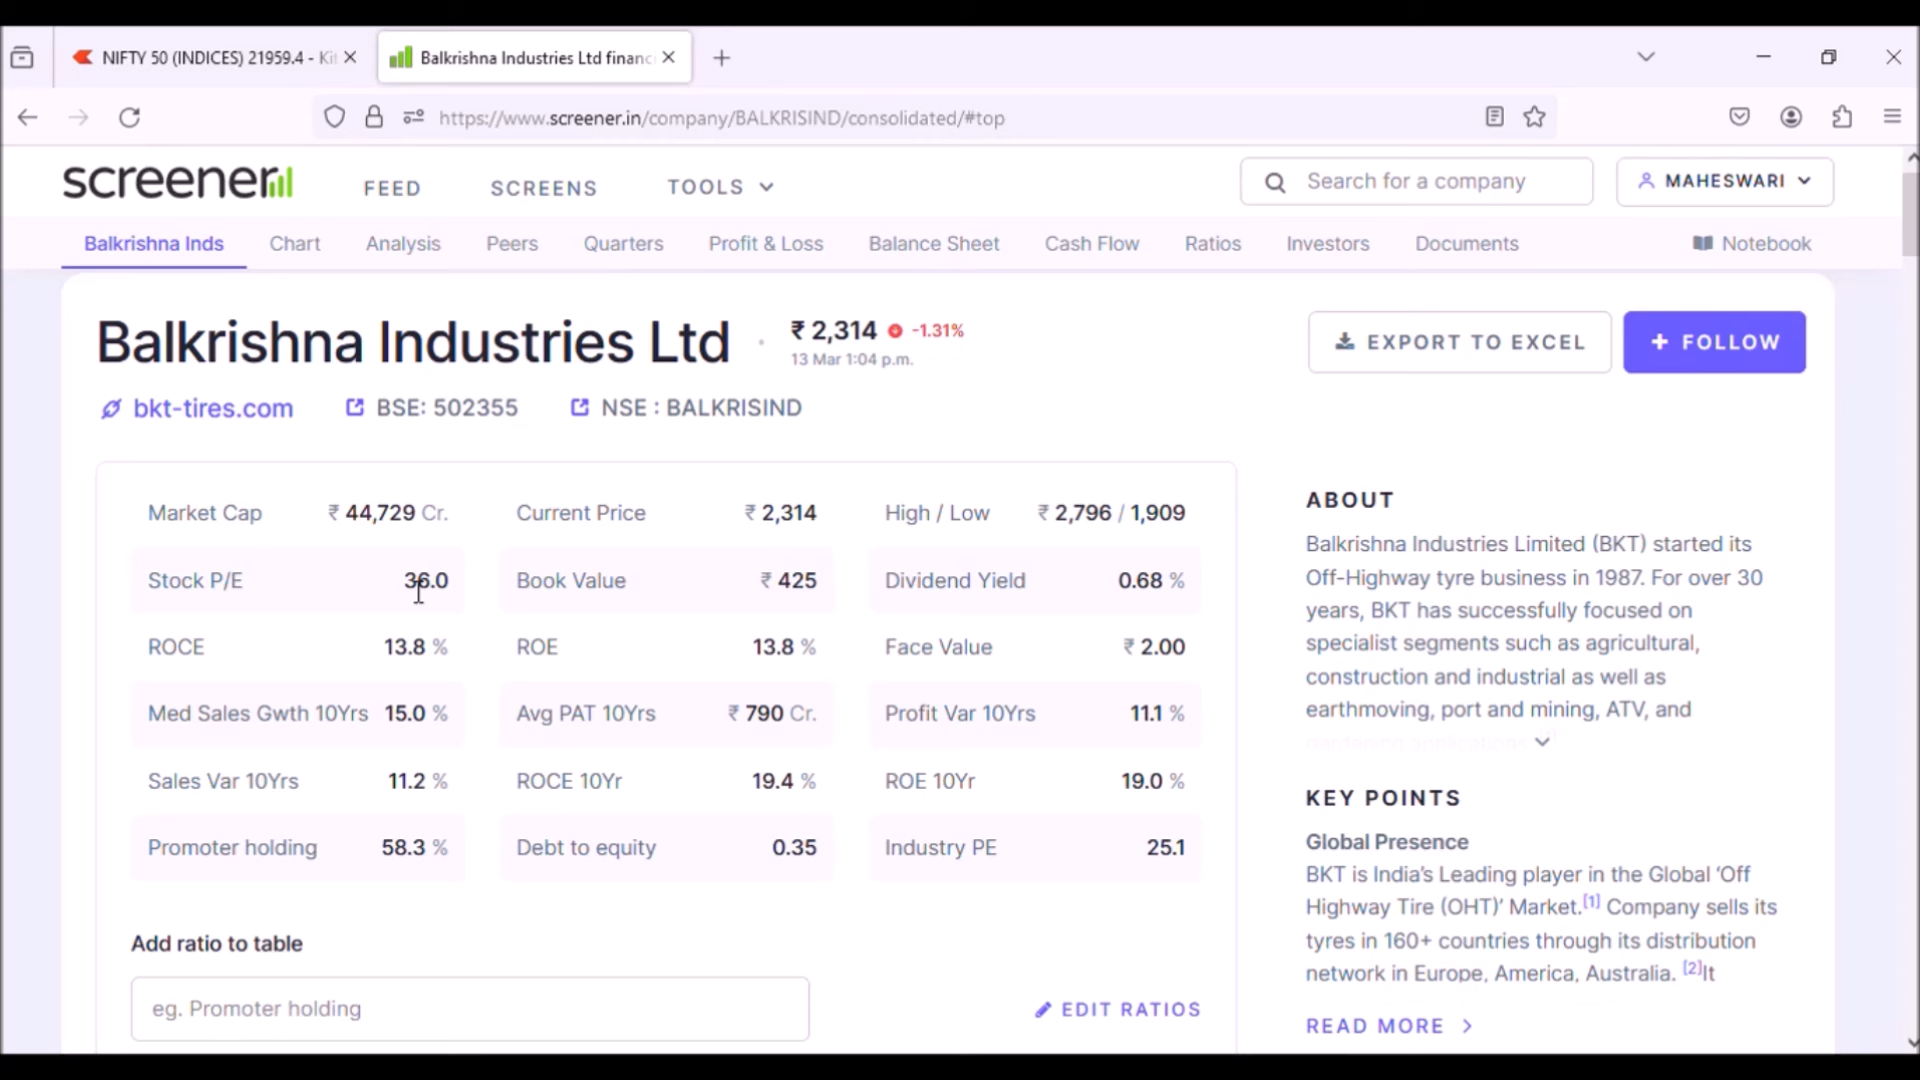 NIFTY 50 (INDICES) 21959.4 - Kit
Balkrishna Industries Ltd financi
https://www.screener.in/company/BALKRISIND/consolidated/#top
screener
FEED
SCREENS
TOOLS
Search for a company
MAHESWARI
Balkrishna Inds
Chart
Analysis
Peers
Quarters
Profit & Loss
Balance Sheet
Cash Flow
Ratios
Investors
Documents
Notebook
Balkrishna Industries Ltd
₹ 2,314 -1.31%
13 Mar 1:04 p.m.
EXPORT TO EXCEL
+ FOLLOW
bkt-tires.com
BSE: 502355
NSE : BALKRISIND
Market Cap ₹ 44,729 Cr.
Current Price ₹ 2,314
High / Low ₹ 2,796 / 1,909
Stock P/E 36.0
Book Value ₹ 425
Dividend Yield 0.68 %
ROCE 13.8 %
ROE 13.8 %
Face Value ₹ 2.00
Med Sales Gwth 10Yrs 15.0 %
Avg PAT 10Yrs ₹ 790 Cr.
Profit Var 10Yrs 11.1 %
Sales Var 10Yrs 11.2 %
ROCE 10Yr 19.4 %
ROE 10Yr 19.0 %
Promoter holding 58.3 %
Debt to equity 0.35
Industry PE 25.1
Add ratio to table
eg. Promoter holding
EDIT RATIOS
ABOUT
Balkrishna Industries Limited (BKT) started its
Off-Highway tyre business in 1987. For over 30
years, BKT has successfully focused on
specialist segments such as agricultural,
construction and industrial as well as
earthmoving, port and mining, ATV, and
KEY POINTS
Global Presence
BKT is India's Leading player in the Global 'Off
Highway Tire (OHT)' Market.[1] Company sells its
tyres in 160+ countries through its distribution
network in Europe, America, Australia. [2]It
READ MORE